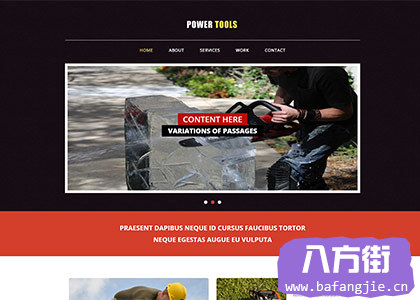 POWER TOOLS
HOME ABOUT SERVICES WORK CONTACT
CONTENT HERE
VARIATIONS OF PASSAGES
PRAESENT DAPIBUS NEQUE ID CURSUS FAUCIBUS TORTOR
NEQUE EGESTAS AUGUE EU VULPUTA
八方街
www.bafangjie.cn